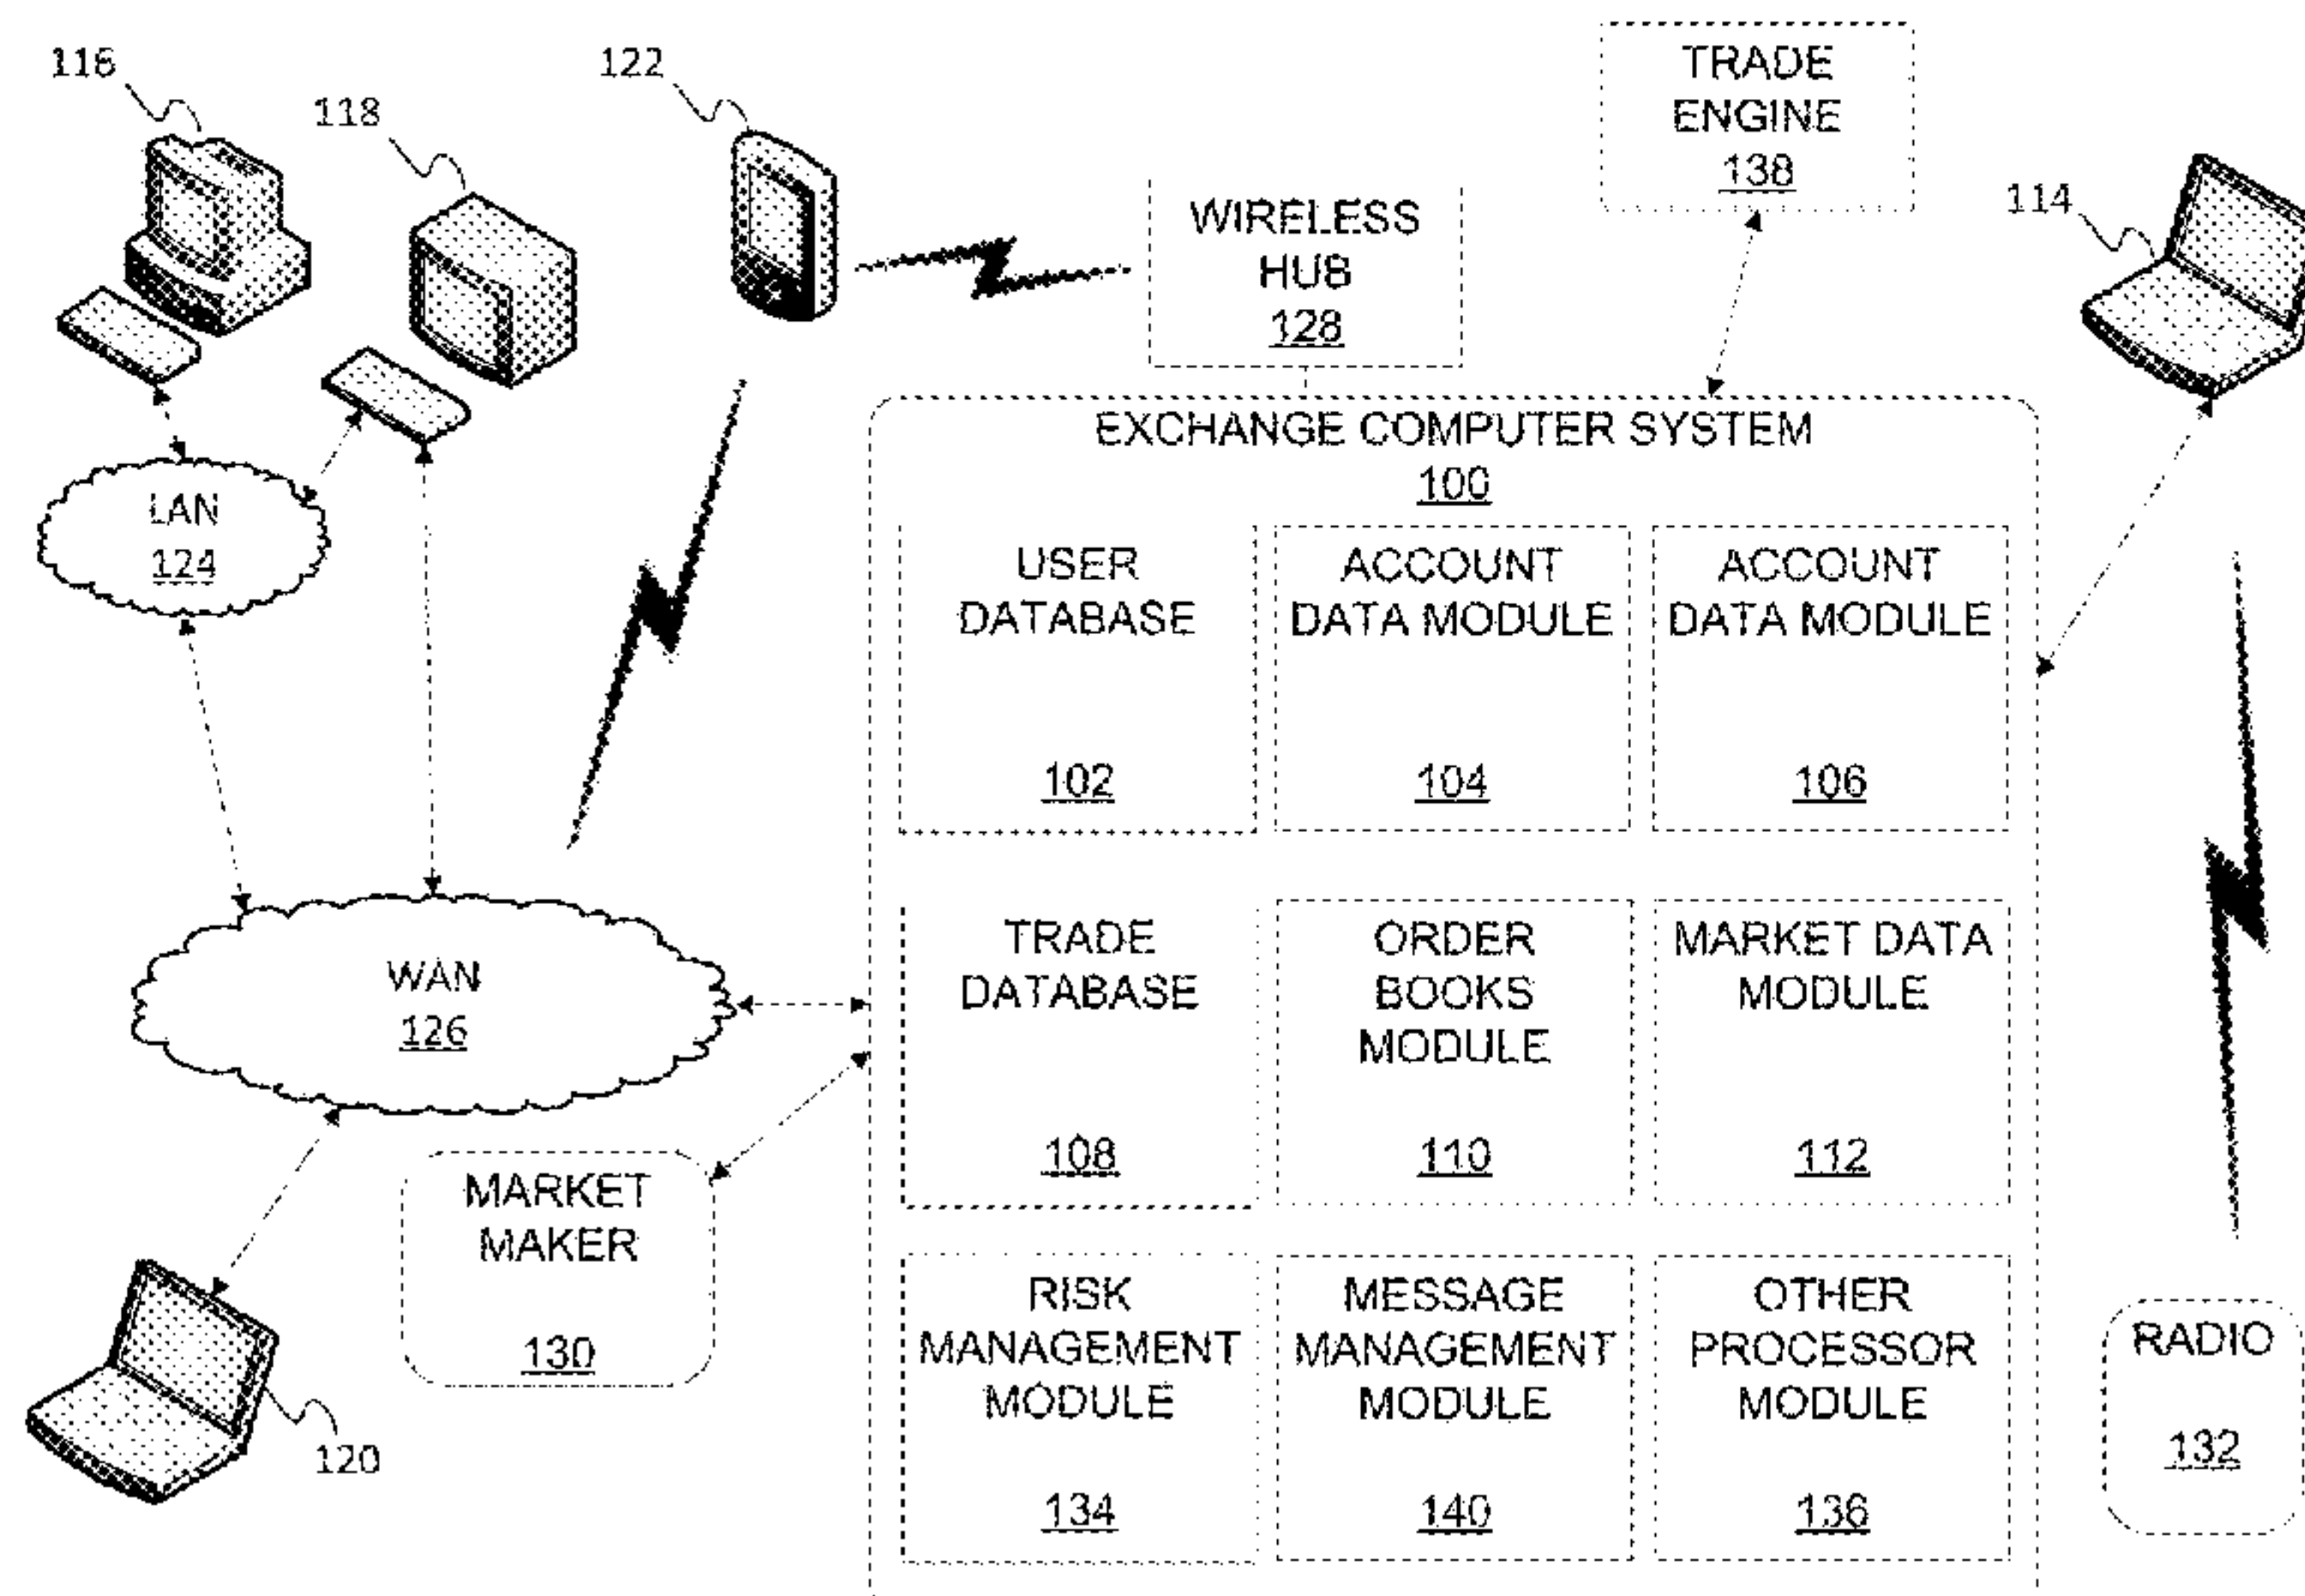 116
118
122
TRADE
ENGINE
138
114
WIRELESS
HUB
128
EXCHANGE COMPUTER SYSTEM
100
LAN
124
USER
DATABASE
102
ACCOUNT
DATA MODULE
104
ACCOUNT
DATA MODULE
106
WAN
126
TRADE
DATABASE
108
ORDER
BOOKS
MODULE
110
MARKET DATA
MODULE
112
MARKET
MAKER
130
120
RISK
MANAGEMENT
MODULE
134
MESSAGE
MANAGEMENT
MODULE
140
OTHER
PROCESSOR
MODULE
136
RADIO
132